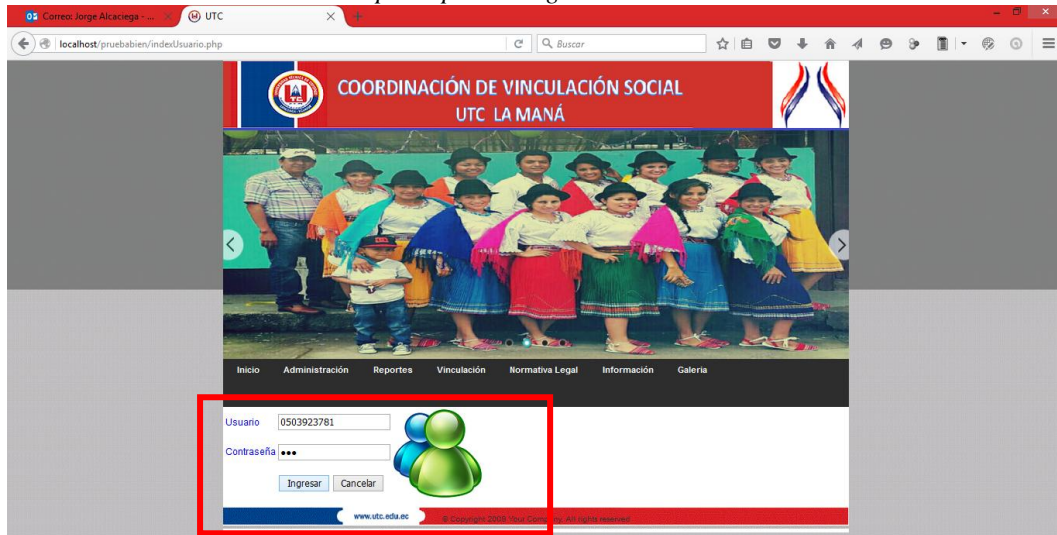 Correo: Jorge Alcaciega - ...
UTC
localhost/pruebabien/indexUsuario.php
Buscar
COORDINACIÓN DE VINCULACIÓN SOCIAL
UTC LA MANÁ
Inicio Administración Reportes Vinculación Normativa Legal Información Galeria
Usuario 0503923781
Contraseña •••
Ingresar Cancelar
www.utc.edu.ec © Copyright 2008 Your Company. All rights reserved